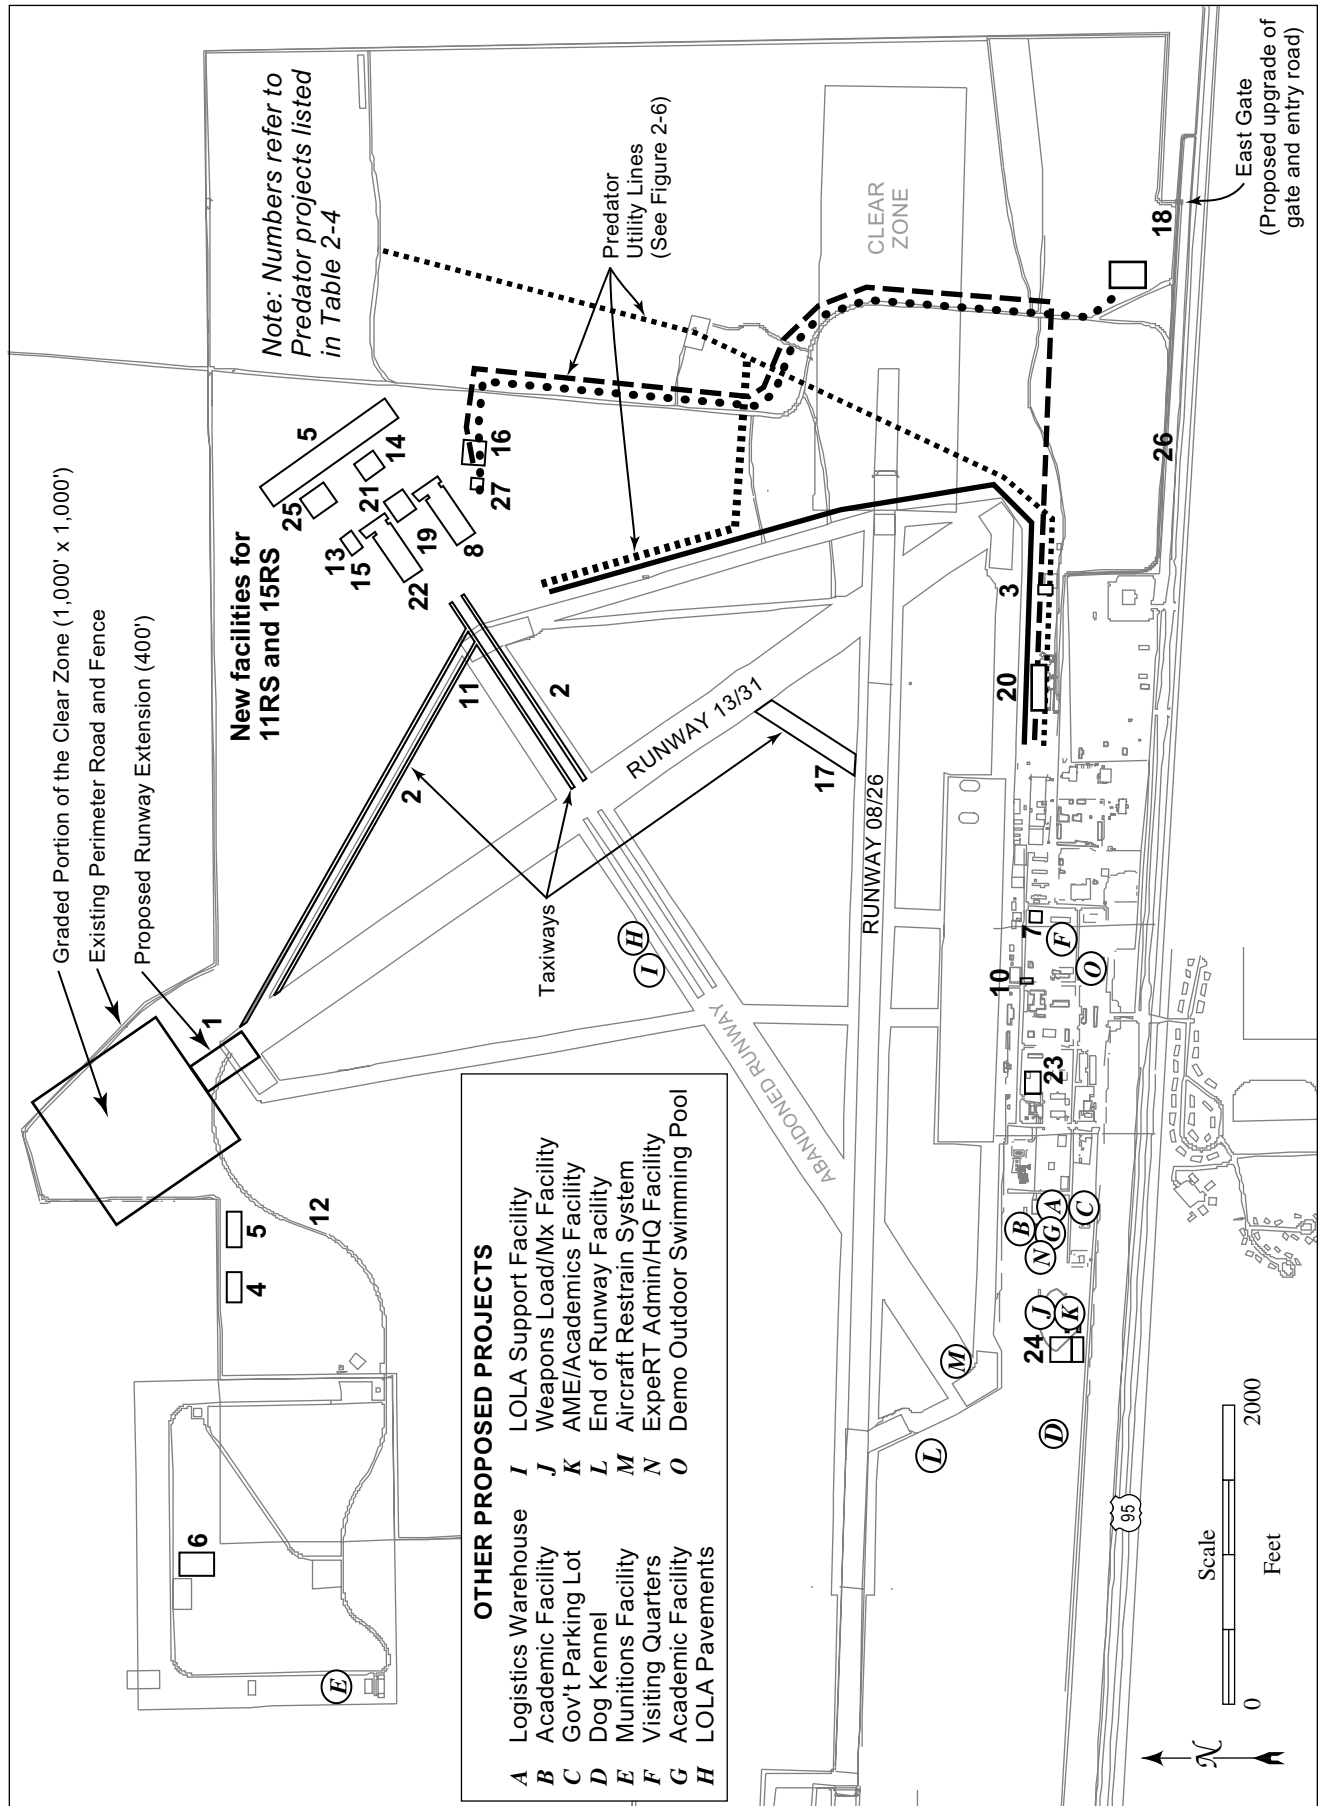 Graded Portion of the Clear Zone (1,000' x 1,000')
Existing Perimeter Road and Fence
Proposed Runway Extension (400')
New facilities for
11RS and 15RS
Note: Numbers refer to
Predator projects listed
in Table 2-4
6
4
5
12
1
2
11
2
13
15
22
25
5
21
14
19
8
27
16
Predator
Utility Lines
(See Figure 2-6)
Taxiways
RUNWAY 13/31
17
RUNWAY 08/26
ABANDONED RUNWAY
CLEAR
ZONE
E
I
H
L
M
D
24
J
K
N
B
G
A
C
23
10
7
F
O
20
3
26
18
East Gate
(Proposed upgrade of
gate and entry road)
OTHER PROPOSED PROJECTS
A Logistics Warehouse
B Academic Facility
C Gov't Parking Lot
D Dog Kennel
E Munitions Facility
F Visiting Quarters
G Academic Facility
H LOLA Pavements
I LOLA Support Facility
J Weapons Load/Mx Facility
K AME/Academics Facility
L End of Runway Facility
M Aircraft Restrain System
N ExpeRT Admin/HQ Facility
O Demo Outdoor Swimming Pool
95
N
Scale
0 2000
Feet